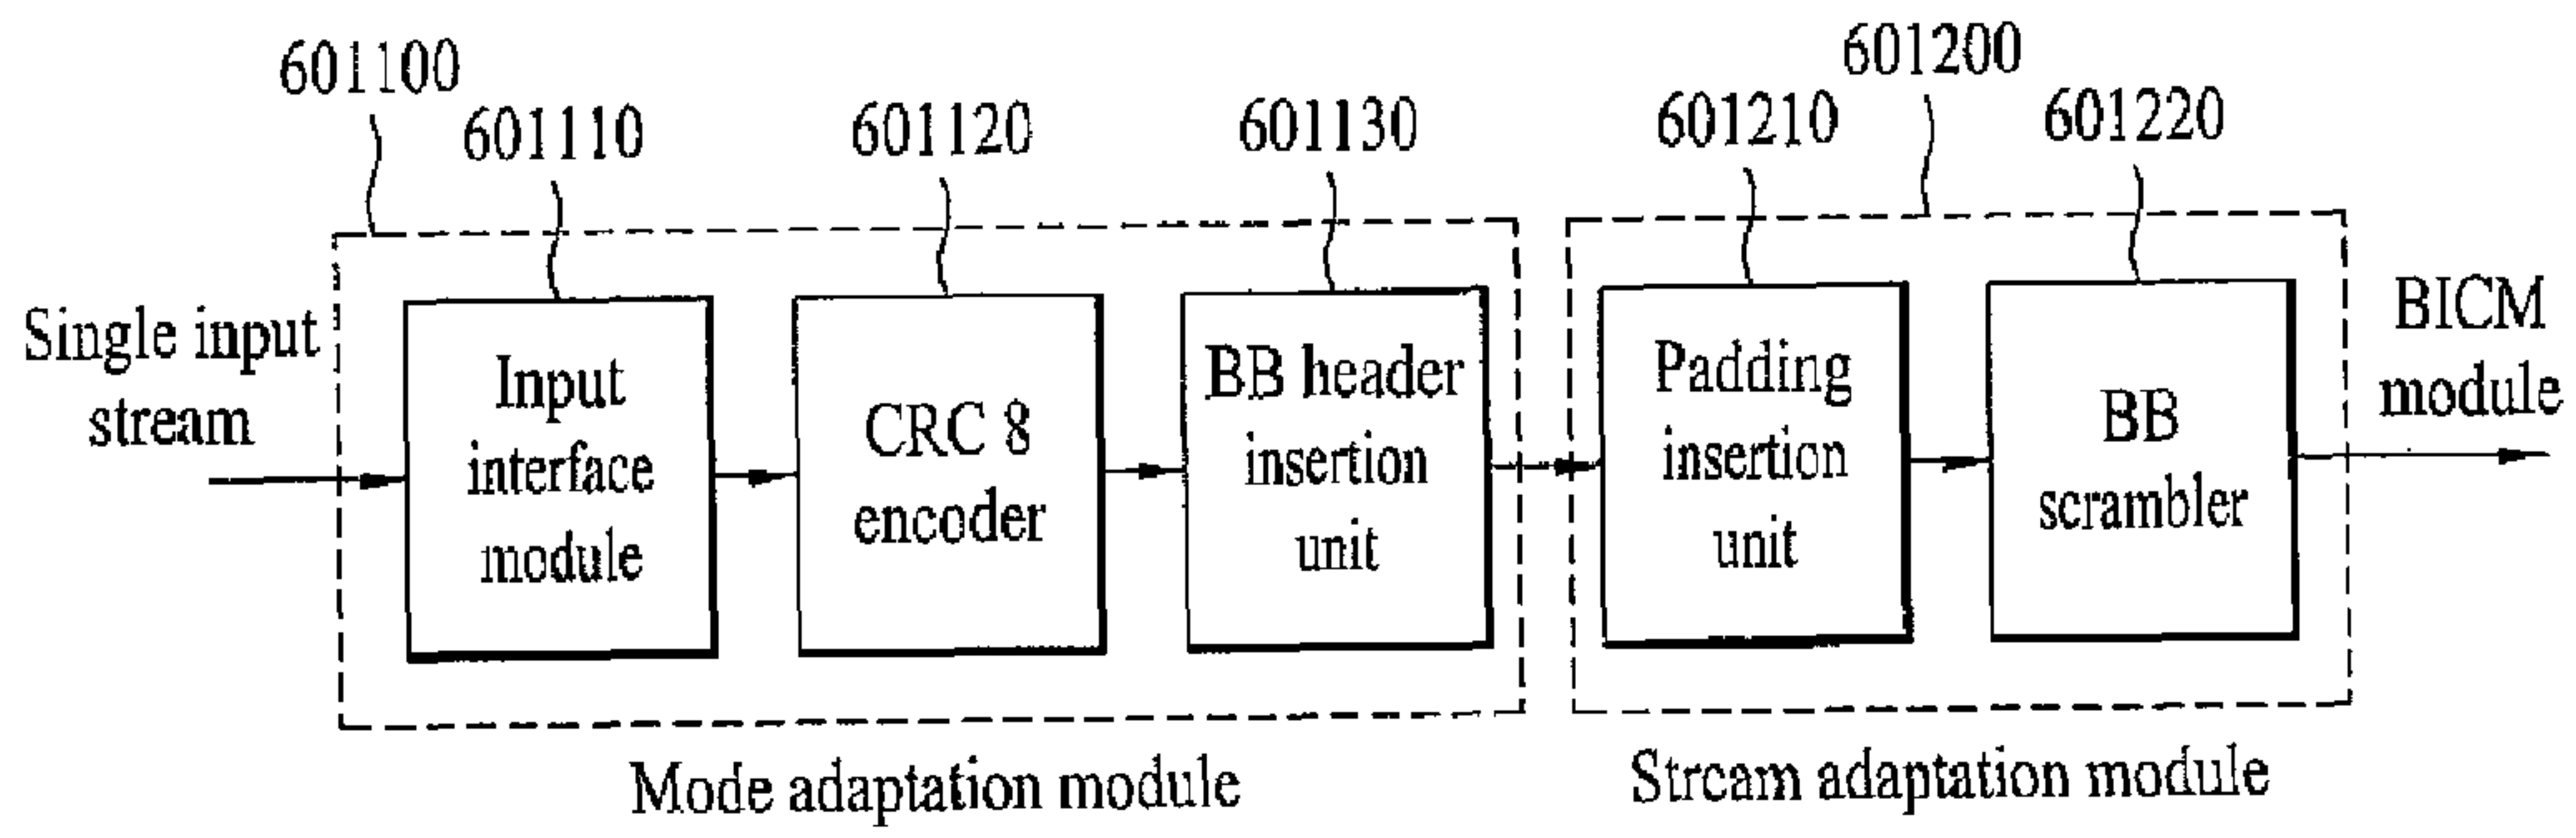 601100
601110
601120
601130
601200
601210
601220
Single input
stream
Input
interface
module
CRC 8
encoder
BB header
insertion
unit
Padding
insertion
unit
BB
scrambler
BICM
module
Mode adaptation module
Stream adaptation module